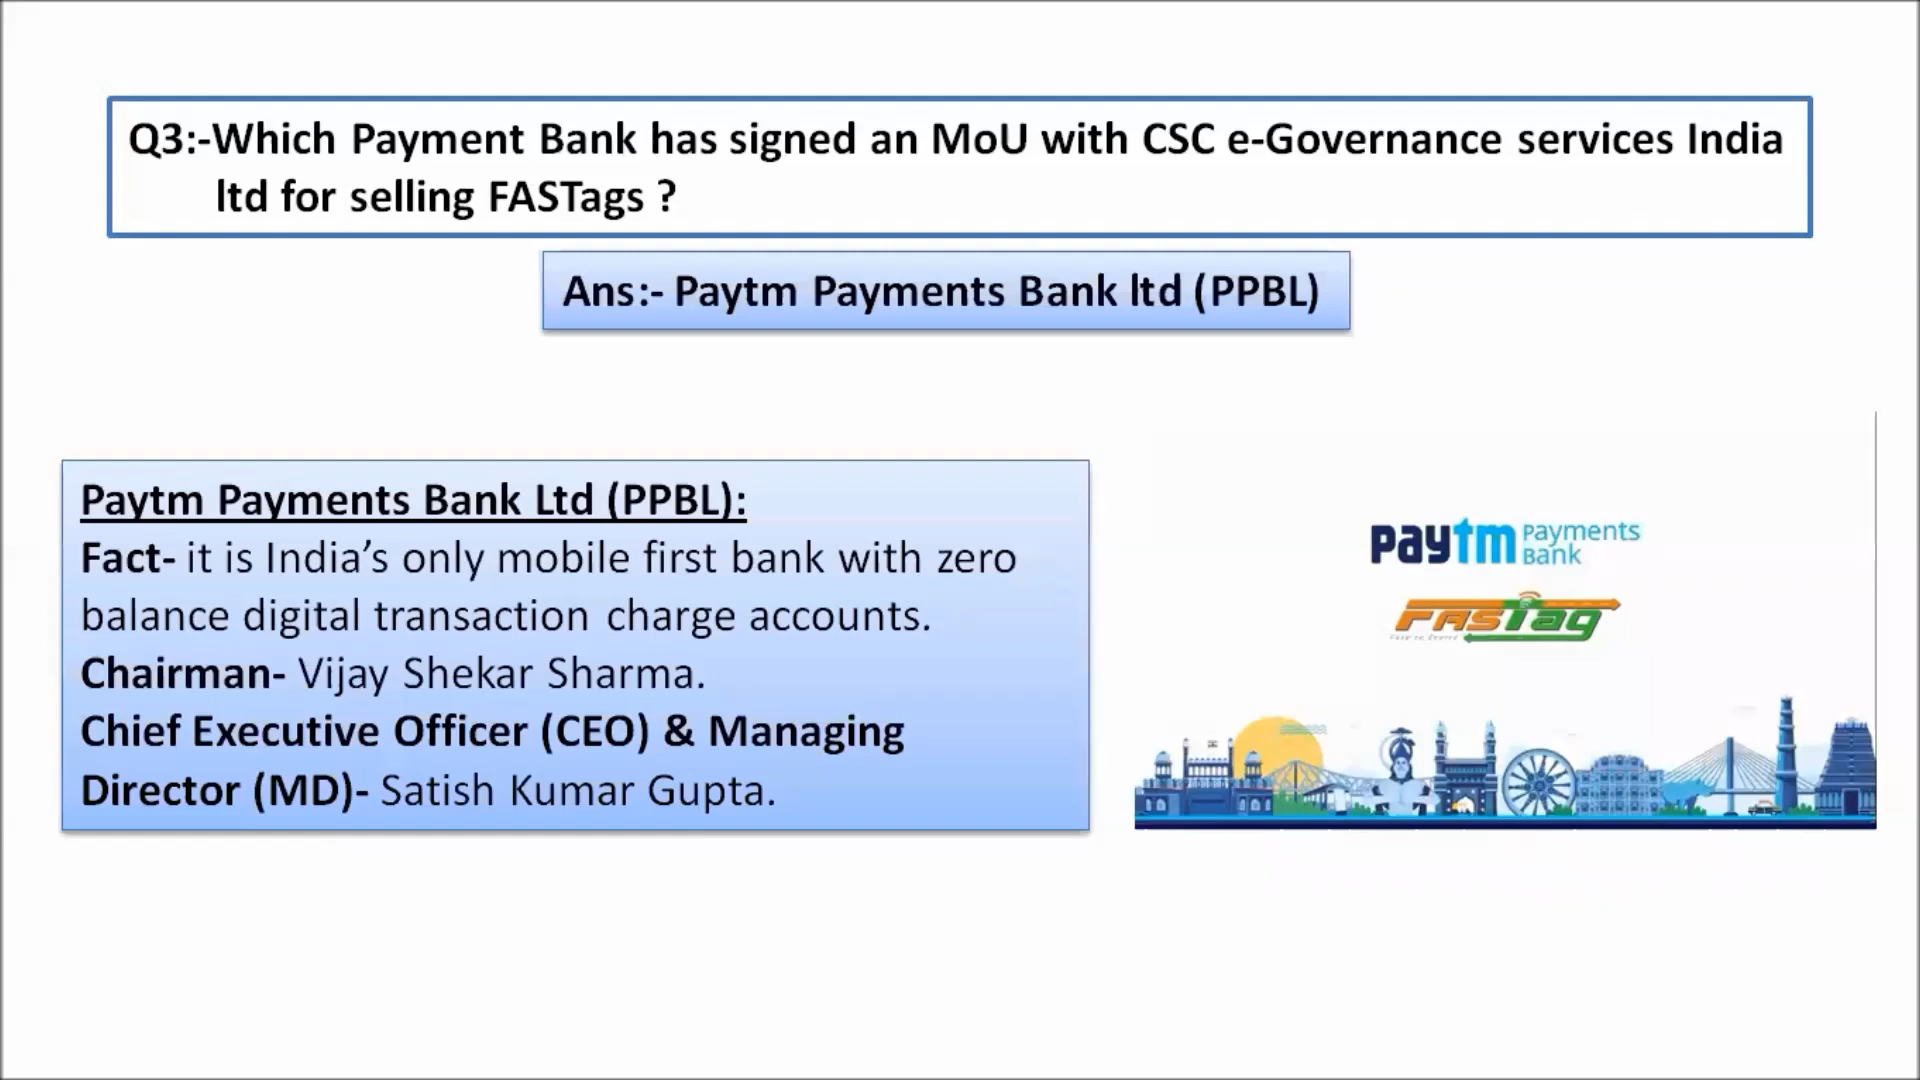 Q3:-Which Payment Bank has signed an MoU with CSC e-Governance services India
ltd for selling FASTags ?
Ans:- Paytm Payments Bank ltd (PPBL)
Paytm Payments Bank Ltd (PPBL):
Fact- it is India’s only mobile first bank with zero
balance digital transaction charge accounts.
Chairman- Vijay Shekar Sharma.
Chief Executive Officer (CEO) & Managing
Director (MD)- Satish Kumar Gupta.
paytm Payments
Bank
FASTag